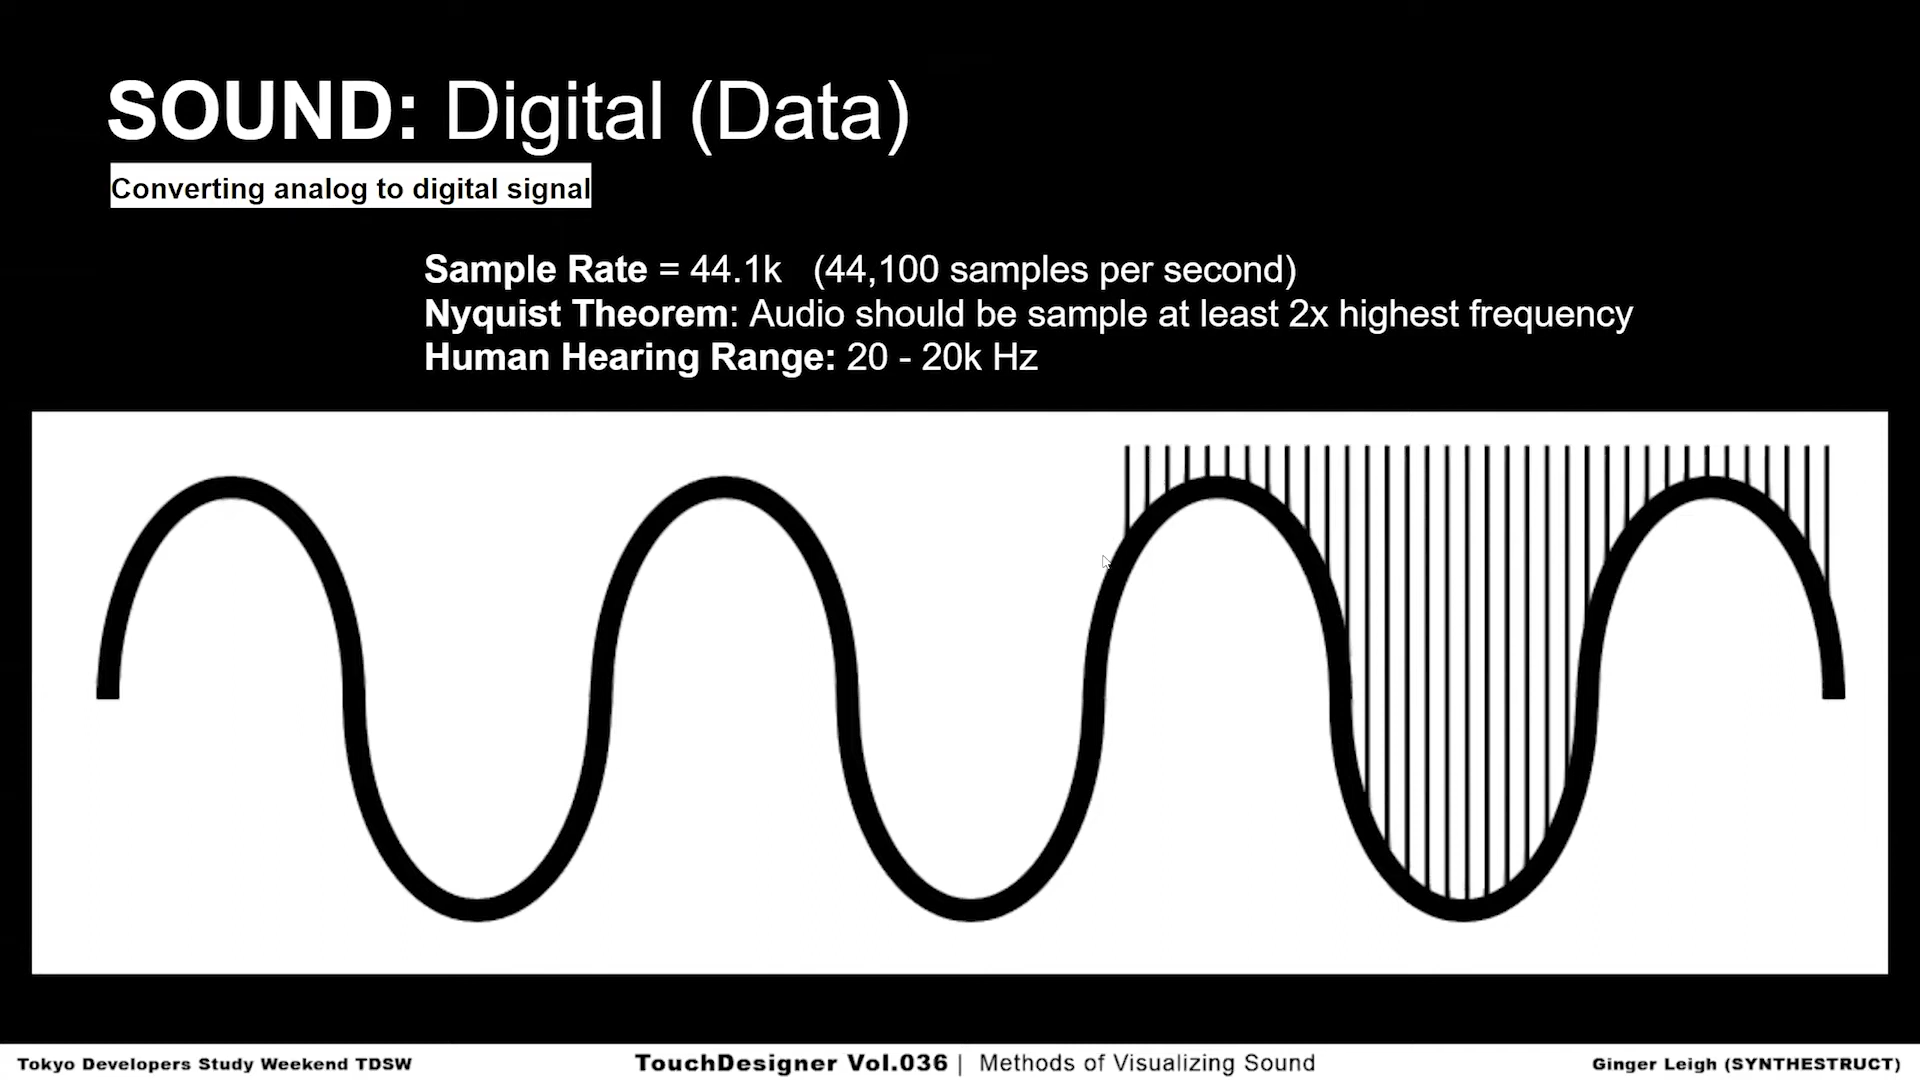 SOUND: Digital (Data)
Converting analog to digital signal
Sample Rate = 44.1k (44,100 samples per second)
Nyquist Theorem: Audio should be sample at least 2x highest frequency
Human Hearing Range: 20 - 20k Hz
Tokyo Developers Study Weekend TDSW
TouchDesigner Vol.036 | Methods of Visualizing Sound
Ginger Leigh (SYNTHESTRUCT)